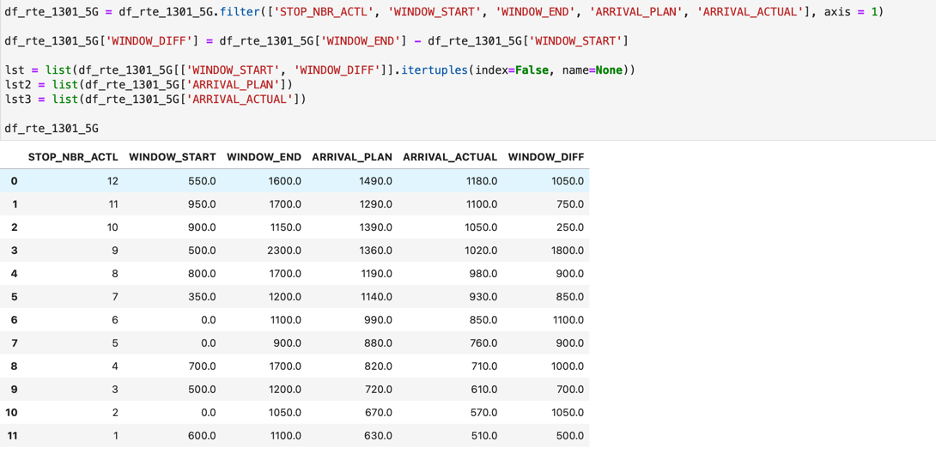 df_rte_1301_5G = df_rte_1301_5G.filter(['STOP_NBR_ACTL', 'WINDOW_START', 'WINDOW_END', 'ARRIVAL_PLAN', 'ARRIVAL_ACTUAL'], axis = 1)
df_rte_1301_5G['WINDOW_DIFF'] = df_rte_1301_5G['WINDOW_END'] - df_rte_1301_5G['WINDOW_START']
lst = list(df_rte_1301_5G[['WINDOW_START', 'WINDOW_DIFF']].itertuples(index=False, name=None))
lst2 = list(df_rte_1301_5G['ARRIVAL_PLAN'])
lst3 = list(df_rte_1301_5G['ARRIVAL_ACTUAL'])
df_rte_1301_5G
STOP_NBR_ACTL WINDOW_START WINDOW_END ARRIVAL_PLAN ARRIVAL_ACTUAL WINDOW_DIFF
0 12 550.0 1600.0 1490.0 1180.0 1050.0
1 11 950.0 1700.0 1290.0 1100.0 750.0
2 10 900.0 1150.0 1390.0 1050.0 250.0
3 9 500.0 2300.0 1360.0 1020.0 1800.0
4 8 800.0 1700.0 1190.0 980.0 900.0
5 7 350.0 1200.0 1140.0 930.0 850.0
6 6 0.0 1100.0 990.0 850.0 1100.0
7 5 0.0 900.0 880.0 760.0 900.0
8 4 700.0 1700.0 820.0 710.0 1000.0
9 3 500.0 1200.0 720.0 610.0 700.0
10 2 0.0 1050.0 670.0 570.0 1050.0
11 1 600.0 1100.0 630.0 510.0 500.0